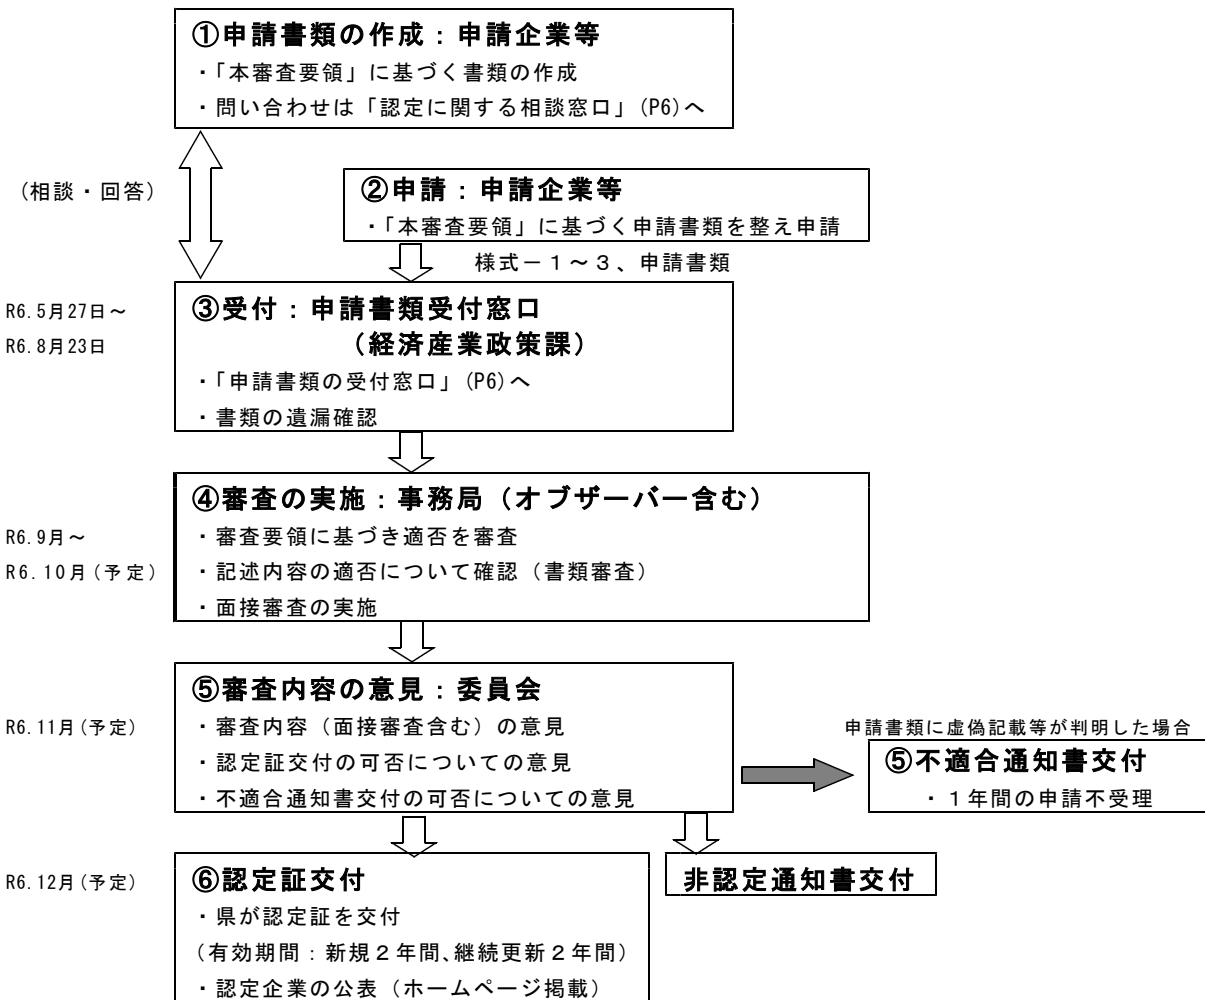 ①申請書類の作成：申請企業等
・「本審査要領」に基づく書類の作成
・問い合わせは「認定に関する相談窓口」(P6)へ
（相談・回答）
②申請：申請企業等
・「本審査要領」に基づく申請書類を整え申請
様式－１～３、申請書類
R6.5月27日～
R6.8月23日
③受付：申請書類受付窓口
（経済産業政策課）
・「申請書類の受付窓口」(P6)へ
・書類の遺漏確認
④審査の実施：事務局（オブザーバー含む）
R6.9月～
R6.10月(予定)
・審査要領に基づき適否を審査
・記述内容の適否について確認（書類審査）
・面接審査の実施
⑤審査内容の意見：委員会
R6.11月(予定)
・審査内容（面接審査含む）の意見
・認定証交付の可否についての意見
・不適合通知書交付の可否についての意見
申請書類に虚偽記載等が判明した場合
⑤不適合通知書交付
・１年間の申請不受理
R6.12月(予定)
⑥認定証交付
・県が認定証を交付
（有効期間：新規２年間、継続更新２年間）
・認定企業の公表（ホームページ掲載）
非認定通知書交付